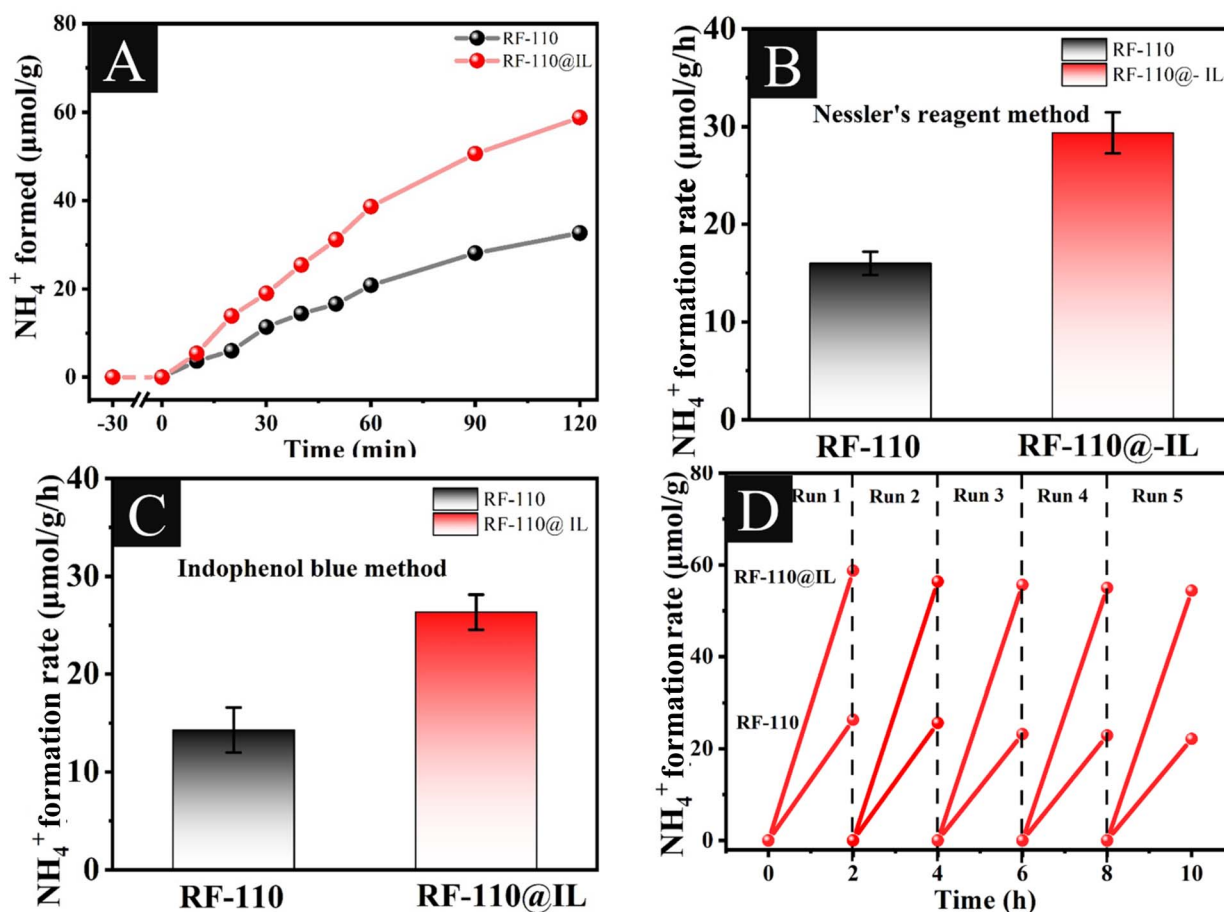 A
RF-110
RF-110@IL
NH₄⁺ formed (μmol/g)
80
60
40
20
0
-30 0 30 60 90 120
Time (min)
B
RF-110
RF-110@- IL
Nessler's reagent method
NH₄⁺ formation rate (μmol/g/h)
40
30
20
10
0
RF-110 RF-110@-IL
C
RF-110
RF-110@ IL
Indophenol blue method
NH₄⁺ formation rate (μmol/g/h)
40
30
20
10
0
RF-110 RF-110@IL
D
Run 1 Run 2 Run 3 Run 4 Run 5
RF-110@IL
RF-110
NH₄⁺ formation rate (μmol/g)
80
60
40
20
0
0 2 4 6 8 10
Time (h)